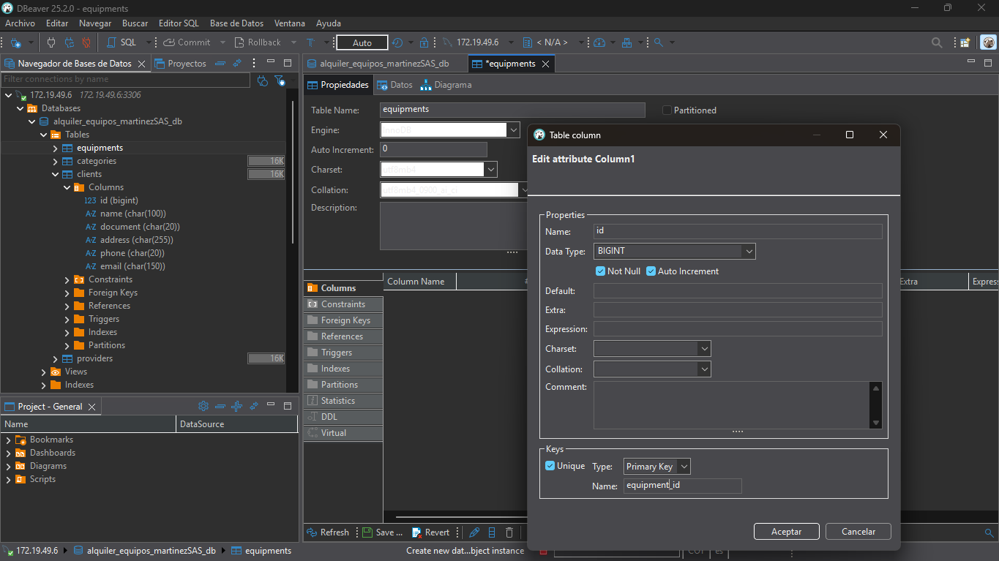 DBeaver 25.2.0 - equipments
Archivo Editar Navegar Buscar Editor SQL Base de Datos Ventana Ayuda
SQL Commit Rollback T Auto 172.19.49.6 < N/A >
Navegador de Bases de Datos Proyectos
Filter connections by name
172.19.49.6 172.19.49.6:3306
Databases
alquiler_equipos_martinezSAS_db
Tables
equipments
categories 16K
clients 16K
Columns
123 id (bigint)
A-Z name (char(100))
A-Z document (char(20))
A-Z address (char(255))
A-Z phone (char(20))
A-Z email (char(150))
Constraints
Foreign Keys
References
Triggers
Indexes
Partitions
providers 16K
Views
Indexes
Project - General
Name DataSource
Bookmarks
Dashboards
Diagrams
Scripts
alquiler_equipos_martinezSAS_db *equipments
Propiedades Datos Diagrama
Table Name: equipments Partitioned
Engine: InnoDB
Auto Increment: 0
Charset: utf8mb4
Collation: utf8mb4_0900_ai_ci
Description:
Columns
Constraints
Foreign Keys
References
Triggers
Indexes
Partitions
Statistics
DDL
Virtual
Column Name # Extra Express
Table column
Edit attribute Column1
Properties
Name: id
Data Type: BIGINT
Not Null Auto Increment
Default:
Extra:
Expression:
Charset:
Collation:
Comment:
Keys
Unique Type: Primary Key
Name: equipment_id
Aceptar Cancelar
Refresh Save ... Revert
172.19.49.6 alquiler_equipos_martinezSAS_db equipments Create new dat...bject instance COT es